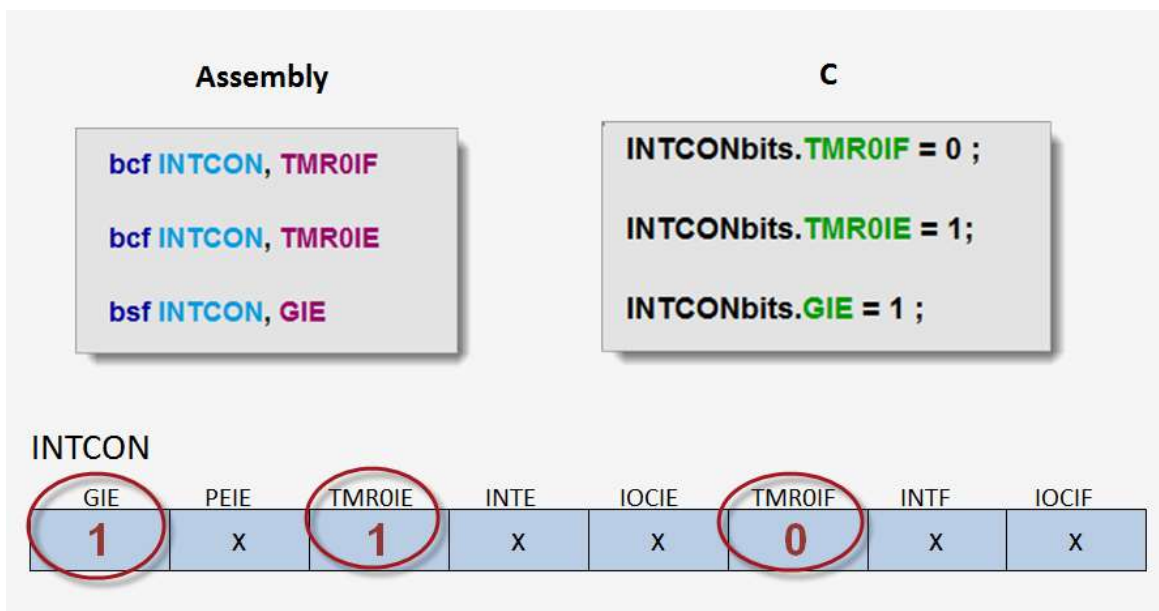 Assembly
bcf INTCON, TMR0IF
bcf INTCON, TMR0IE
bsf INTCON, GIE
C
INTCONbits.TMR0IF = 0 ;
INTCONbits.TMR0IE = 1;
INTCONbits.GIE = 1 ;
INTCON
GIE PEIE TMR0IE INTE IOCIE TMR0IF INTF IOCIF
1 x 1 x x 0 x x